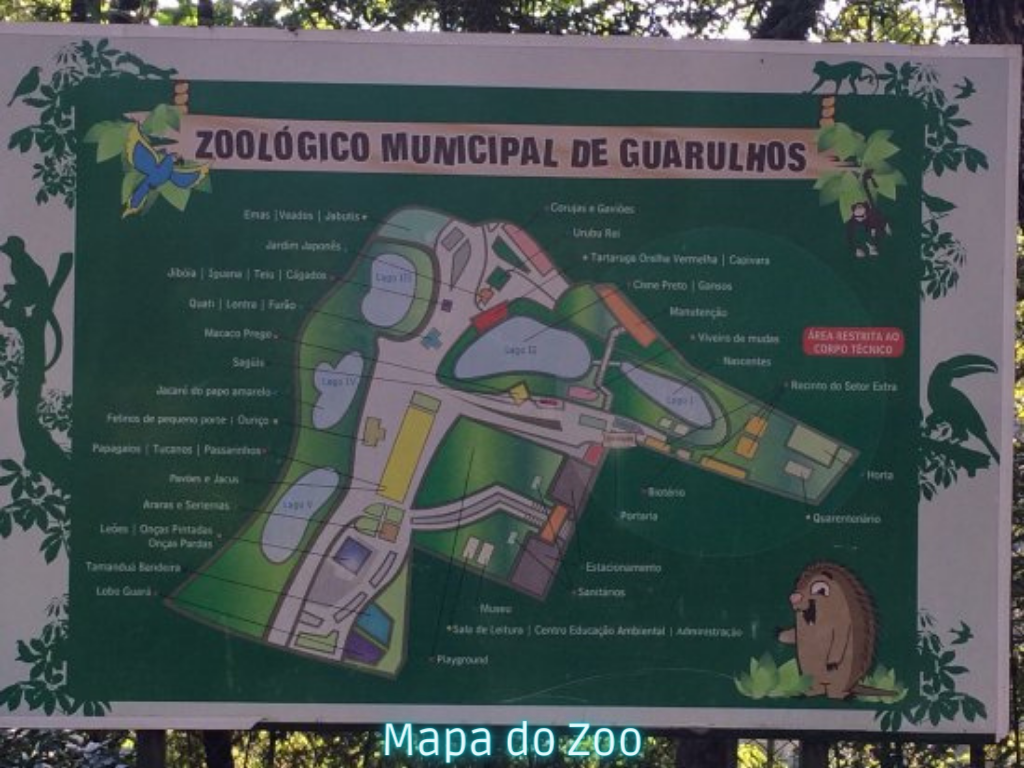 ZOOLÓGICO MUNICIPAL DE GUARULHOS
Emas | Veados | Jabutis
Jardim Japonês
Jibóia | Iguana | Teiu | Cágados
Quati | Lontra | Furão
Macaco Prego
Saguis
Jacaré do papo amarelo
Felinos de pequeno porte | Ouriço
Papagaios | Tucanos | Passarinhos
Pavões e Jacus
Araras e Seriemas
Leões | Onças Pintadas
Onças Pardas
Tamanduá Bandeira
Lobo Guará
Corujas e Gaviões
Urubu Rei
Tartaruga Orelha Vermelha | Capivara
Cisne Preto | Gansos
Manutenção
Viveiro de mudas
Nascentes
ÁREA RESTRITA AO
CORPO TÉCNICO
Recinto do Setor Extra
Horta
Quarentenário
Biotério
Portaria
Estacionamento
Sanitários
Museu
Sala de Leitura | Centro Educação Ambiental | Administração
Playground
Lago III
Lago II
Lago IV
Lago I
Lago V
Mapa do Zoo